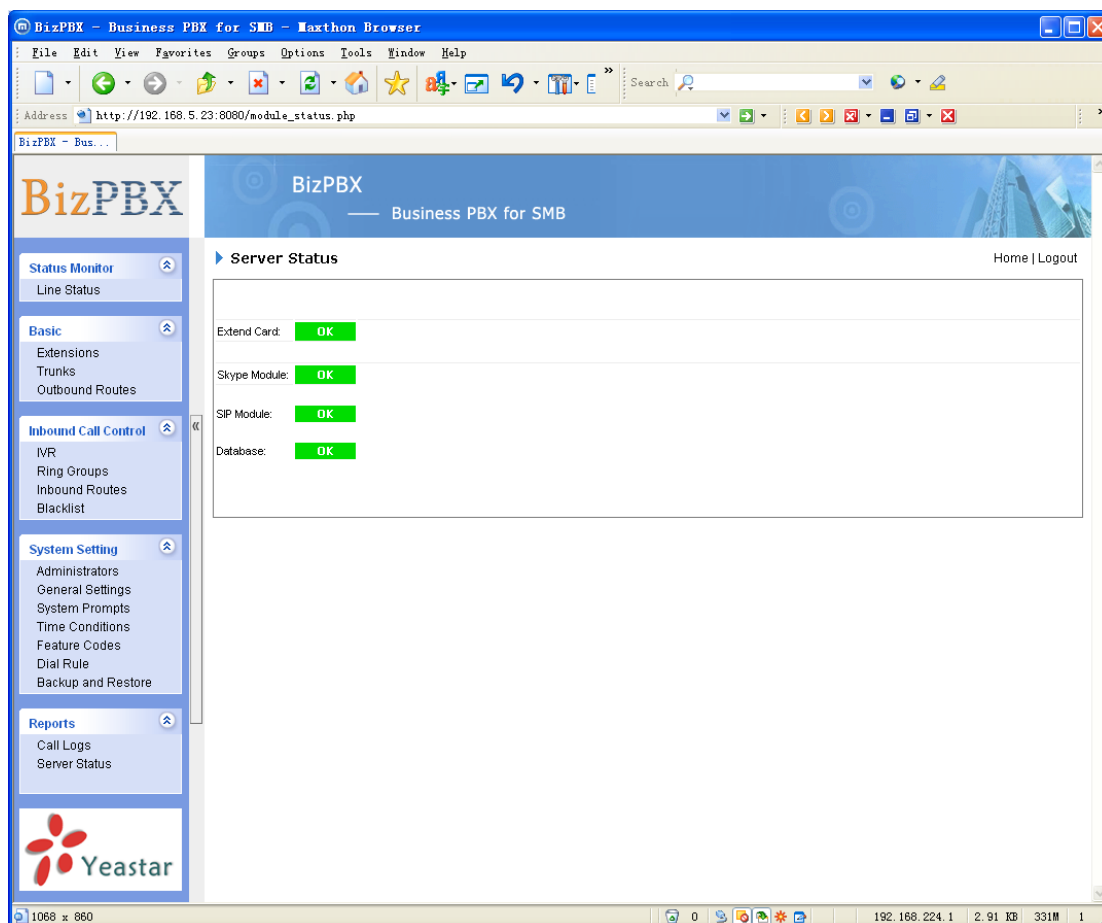 BizPBX - Business PBX for SMB - Maxthon Browser
File Edit View Favorites Groups Options Tools Window Help
Search
Address http://192.168.5.23:8080/module_status.php
BizPBX - Bus...
BizPBX
BizPBX
—— Business PBX for SMB
Server Status
Home | Logout
Status Monitor
Line Status
Basic
Extensions
Trunks
Outbound Routes
Inbound Call Control
IVR
Ring Groups
Inbound Routes
Blacklist
System Setting
Administrators
General Settings
System Prompts
Time Conditions
Feature Codes
Dial Rule
Backup and Restore
Reports
Call Logs
Server Status
Yeastar
Extend Card: OK
Skype Module: OK
SIP Module: OK
Database: OK
1068 x 860
0
192.168.224.1 2.91 KB 331M 1